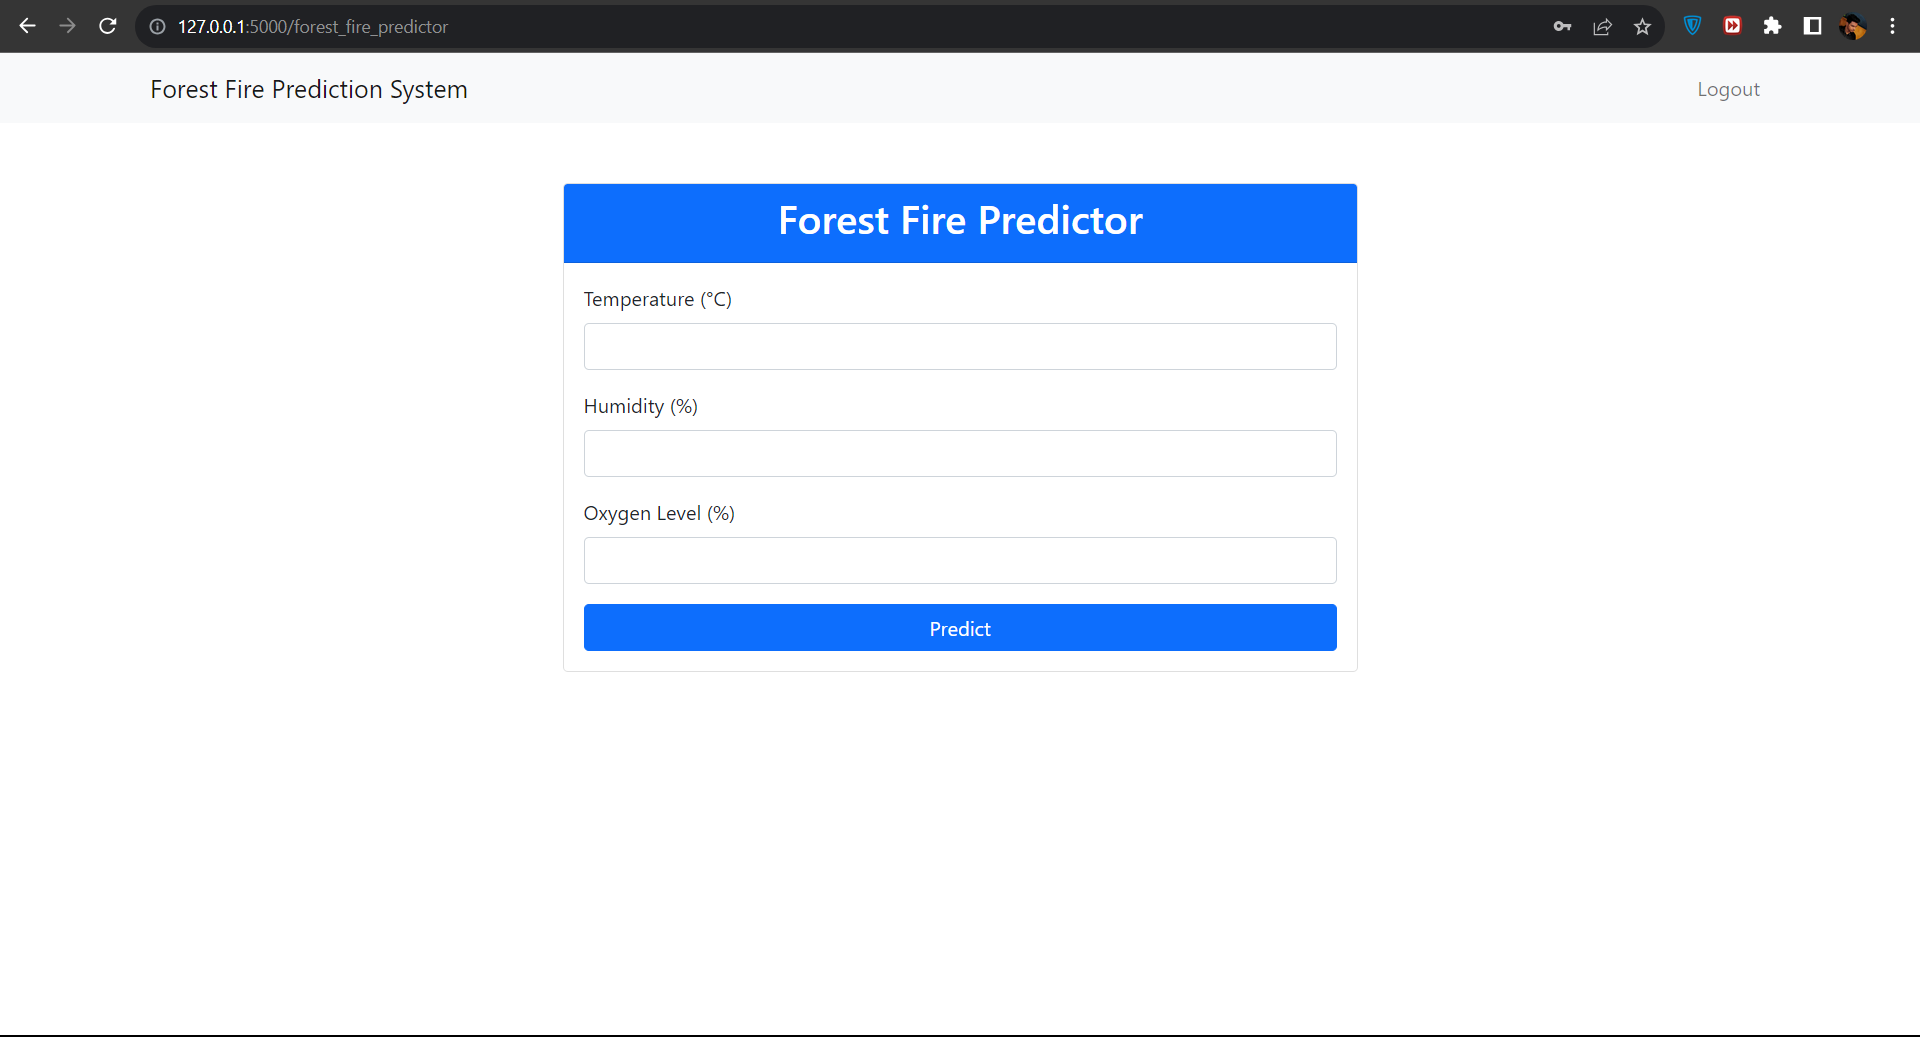 127.0.0.1:5000/forest_fire_predictor
Forest Fire Prediction System
Logout
Forest Fire Predictor
Temperature (°C)
Humidity (%)
Oxygen Level (%)
Predict